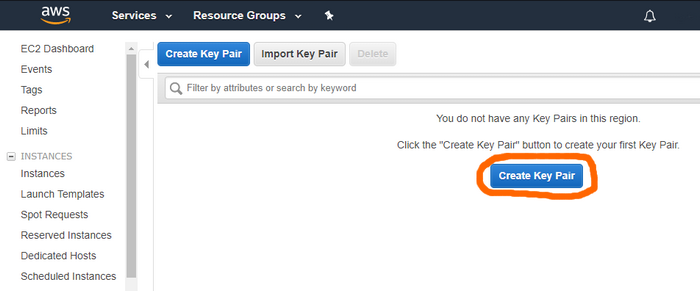 aws Services Resource Groups
EC2 Dashboard
Events
Tags
Reports
Limits
INSTANCES
Instances
Launch Templates
Spot Requests
Reserved Instances
Dedicated Hosts
Scheduled Instances
Create Key Pair Import Key Pair Delete
Filter by attributes or search by keyword
You do not have any Key Pairs in this region.
Click the "Create Key Pair" button to create your first Key Pair.
Create Key Pair